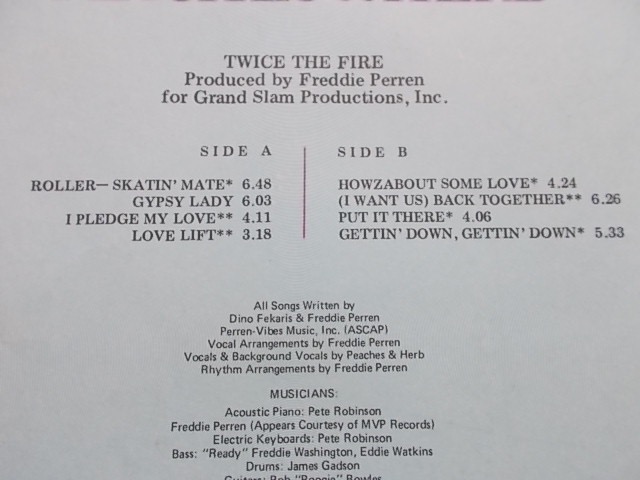 TWICE THE FIRE
Produced by Freddie Perren
for Grand Slam Productions, Inc.
SIDE A
ROLLER— SKATIN' MATE* 6.48
GYPSY LADY 6.03
I PLEDGE MY LOVE** 4.11
LOVE LIFT** 3.18
SIDE B
HOWZABOUT SOME LOVE* 4.24
(I WANT US) BACK TOGETHER** 6.26
PUT IT THERE* 4.06
GETTIN' DOWN, GETTIN' DOWN* 5.33
All Songs Written by
Dino Fekaris & Freddie Perren
Perren-Vibes Music, Inc. (ASCAP)
Vocal Arrangements by Freddie Perren
Vocals & Background Vocals by Peaches & Herb
Rhythm Arrangements by Freddie Perren
MUSICIANS:
Acoustic Piano: Pete Robinson
Freddie Perren (Appears Courtesy of MVP Records)
Electric Keyboards: Pete Robinson
Bass: "Ready" Freddie Washington, Eddie Watkins
Drums: James Gadson
Guitars: Bob "Boogie" Bowles